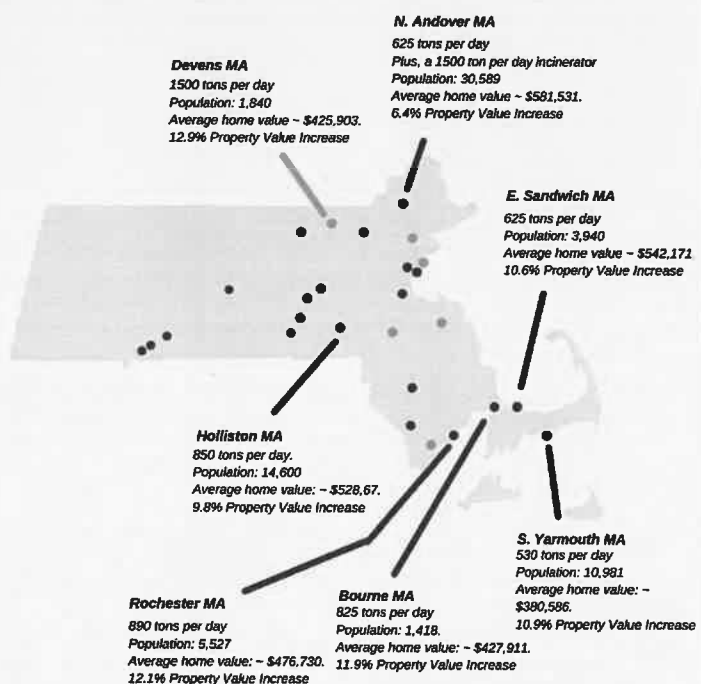 N. Andover MA
625 tons per day
Plus, a 1500 ton per day incinerator
Population: 30,589
Average home value ~ $581,531.
6.4% Property Value Increase
Devens MA
1500 tons per day
Population: 1,840
Average home value ~ $425,903.
12.9% Property Value Increase
E. Sandwich MA
625 tons per day
Population: 3,940
Average home value ~ $542,171
10.6% Property Value Increase
Holliston MA
850 tons per day.
Population: 14,600
Average home value: ~ $528,67.
9.8% Property Value Increase
S. Yarmouth MA
530 tons per day
Population: 10,981
Average home value: ~
$380,586.
10.9% Property Value Increase
Rochester MA
890 tons per day
Population: 5,527
Average home value: ~ $476,730.
12.1% Property Value Increase
Bourne MA
825 tons per day
Population: 1,418.
Average home value: ~ $427,911.
11.9% Property Value Increase